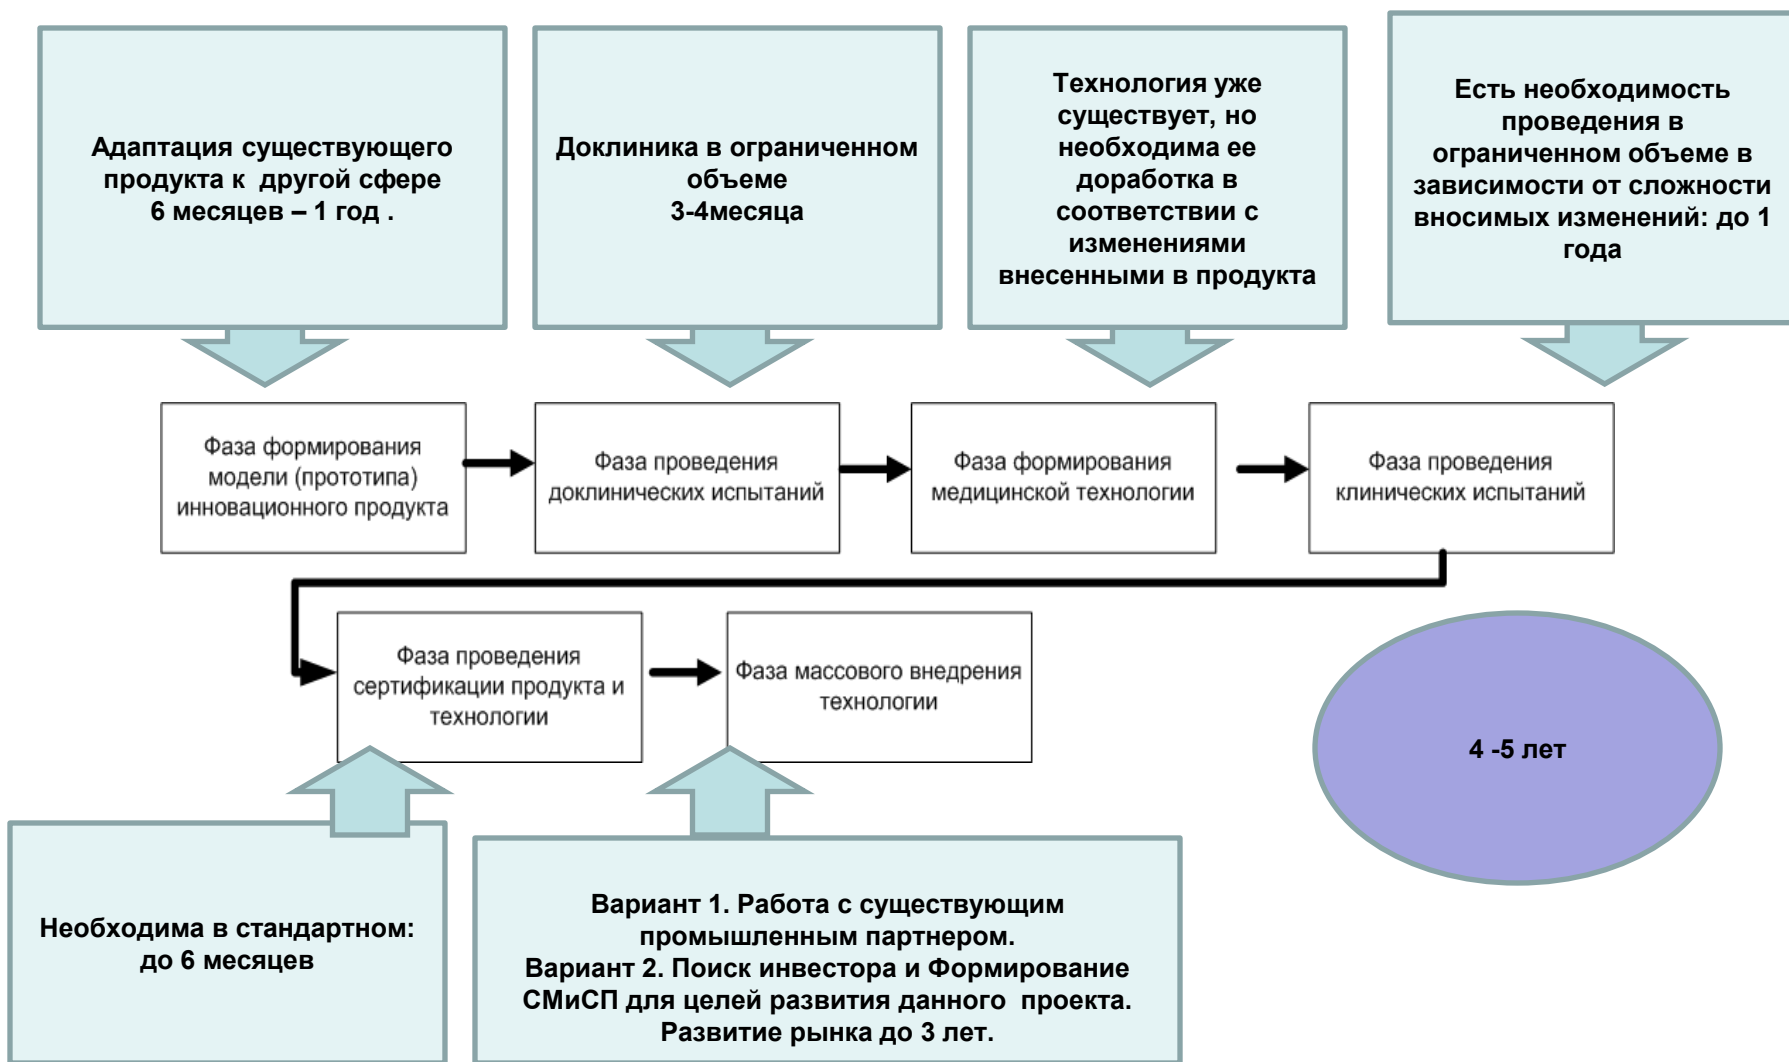 Адаптация существующего
продукта к другой сфере
6 месяцев – 1 год .
Доклиника в ограниченном
объеме
3-4месяца
Технология уже
существует, но
необходима ее
доработка в
соответствии с
изменениями
внесенными в продукта
Есть необходимость
проведения в
ограниченном объеме в
зависимости от сложности
вносимых изменений: до 1
года
Фаза формирования
модели (прототипа)
инновационного продукта
Фаза проведения
доклинических испытаний
Фаза формирования
медицинской технологии
Фаза проведения
клинических испытаний
Фаза проведения
сертификации продукта и
технологии
Фаза массового внедрения
технологии
4 -5 лет
Необходима в стандартном:
до 6 месяцев
Вариант 1. Работа с существующим
промышленным партнером.
Вариант 2. Поиск инвестора и Формирование
СМиСП для целей развития данного проекта.
Развитие рынка до 3 лет.